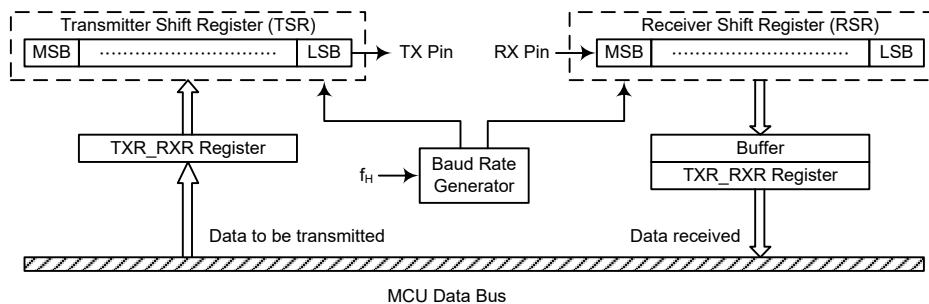 Transmitter Shift Register (TSR)
MSB ………………………… LSB
TX Pin
RX Pin
Receiver Shift Register (RSR)
MSB ………………………… LSB
TXR_RXR Register
fH
Baud Rate
Generator
Buffer
TXR_RXR Register
Data to be transmitted
Data received
MCU Data Bus